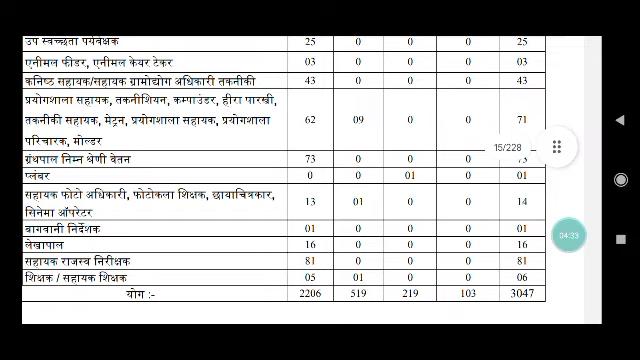 उप स्वच्छता पर्यवेक्षक 25 0 0 0 25
एनीमल फीडर, एनीमल केयर टेकर 03 0 0 0 03
कनिष्ठ सहायक/सहायक ग्रामोद्योग अधिकारी तकनीकी 43 0 0 0 43
प्रयोगशाला सहायक, तकनीशियन, कम्पाउंडर, हीरा पारखी,
तकनीकी सहायक, मेट्रन, प्रयोगशाला सहायक, प्रयोगशाला 62 09 0 0 71
परिचारक, मोल्डर
15/228
ग्रंथपाल निम्न श्रेणी वेतन 73 0 0 0
प्लंबर 0 0 01 0 01
सहायक फोटो अधिकारी, फोटोकला शिक्षक, छायाचित्रकार, 13 01 0 0 14
सिनेमा ऑपरेटर
बागवानी निर्देशक 01 0 0 0 01
04:33
लेखापाल 16 0 0 0 16
सहायक राजस्व निरीक्षक 81 0 0 0 81
शिक्षक / सहायक शिक्षक 05 01 0 0 06
योग :- 2206 519 219 103 3047